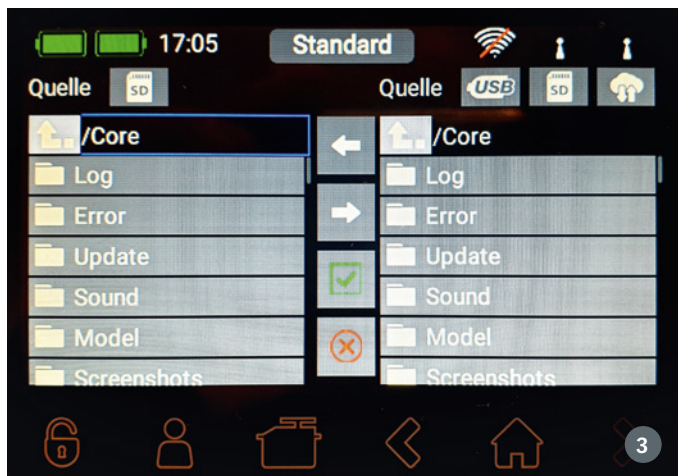 17:05 Standard
Quelle SD Quelle USB SD
/Core /Core
Log Log
Error Error
Update Update
Sound Sound
Model Model
Screenshots Screenshots
3